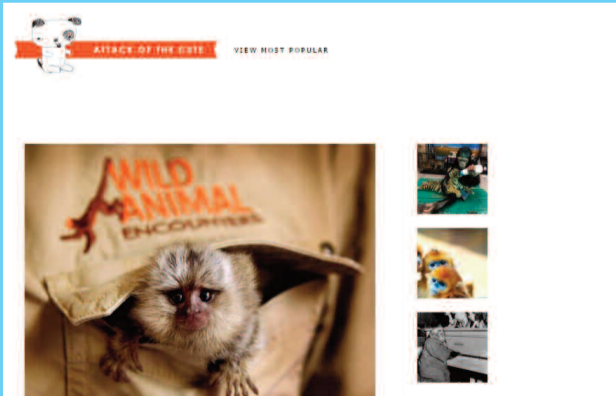 ATTACK OF THE CUTE
VIEW MOST POPULAR
WILD
ANIMAL
ENCOUNTERS